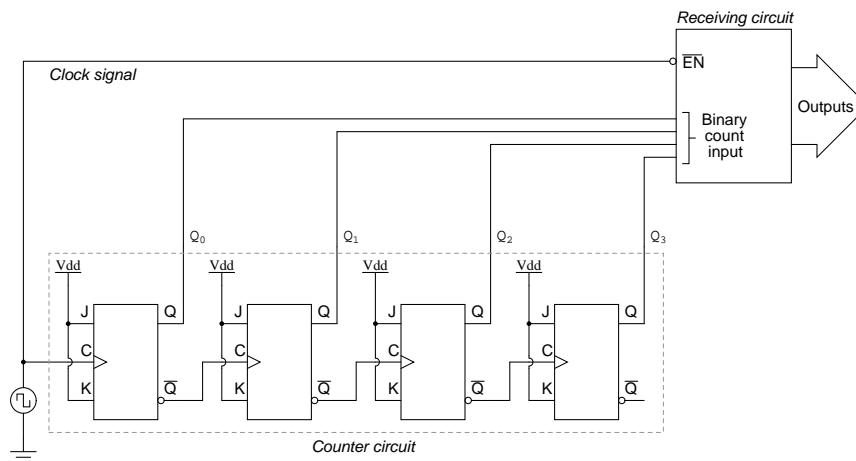 Receiving circuit
Clock signal
EN
Outputs
Binary
count
input
Q0
Q1
Q2
Q3
Vdd Vdd Vdd Vdd
J Q J Q J Q J Q
C C C C
K Q K Q K Q K Q
Counter circuit